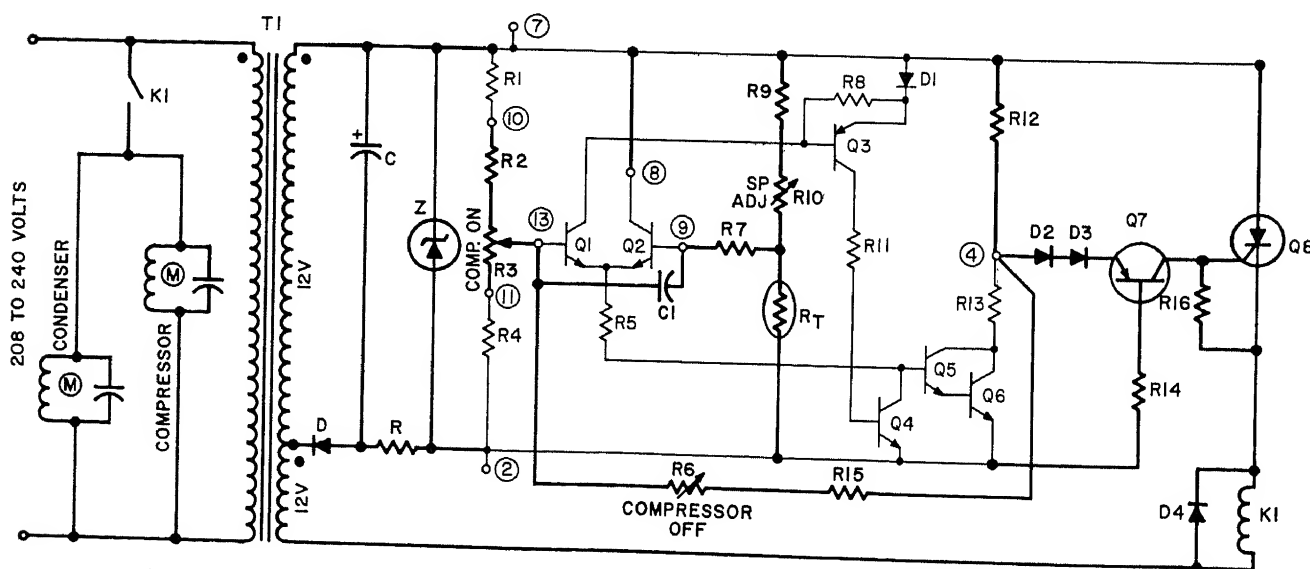 T1
7
K1
208 TO 240 VOLTS
CONDENSER
M
COMPRESSOR
M
12V
12V
+
C
Z
D
R
R1
10
R2
COMP. ON
R3
11
R4
2
13
Q1
Q2
8
9
C1
R5
R7
R9
SP
ADJ
R10
RT
R8
D1
Q3
R11
Q4
Q5
Q6
R6
COMPRESSOR
OFF
R15
R12
4
R13
D2
D3
Q7
R16
R14
Q8
D4
K1